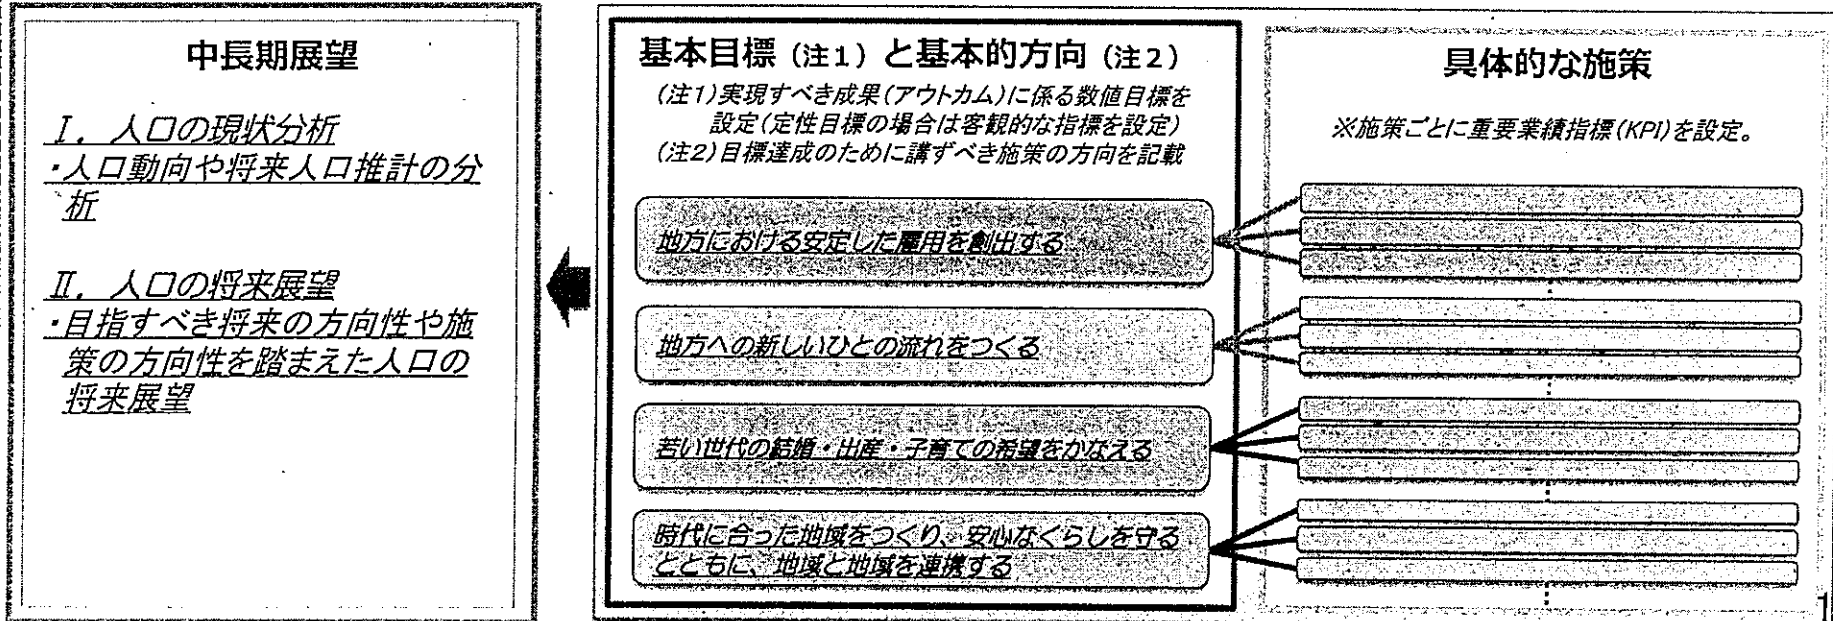 中長期展望
Ⅰ．人口の現状分析
・人口動向や将来人口推計の分
析
Ⅱ．人口の将来展望
・目指すべき将来の方向性や施
策の方向性を踏まえた人口の
将来展望
基本目標（注１）と基本的方向（注２）
(注1)実現すべき成果(アウトカム)に係る数値目標を
設定(定性目標の場合は客観的な指標を設定)
(注2)目標達成のために講ずべき施策の方向を記載
地方における安定した雇用を創出する
地方への新しいひとの流れをつくる
若い世代の結婚・出産・子育ての希望をかなえる
時代に合った地域をつくり、安心なくらしを守る
とともに、地域と地域を連携する
具体的な施策
※施策ごとに重要業績指標(KPI)を設定。